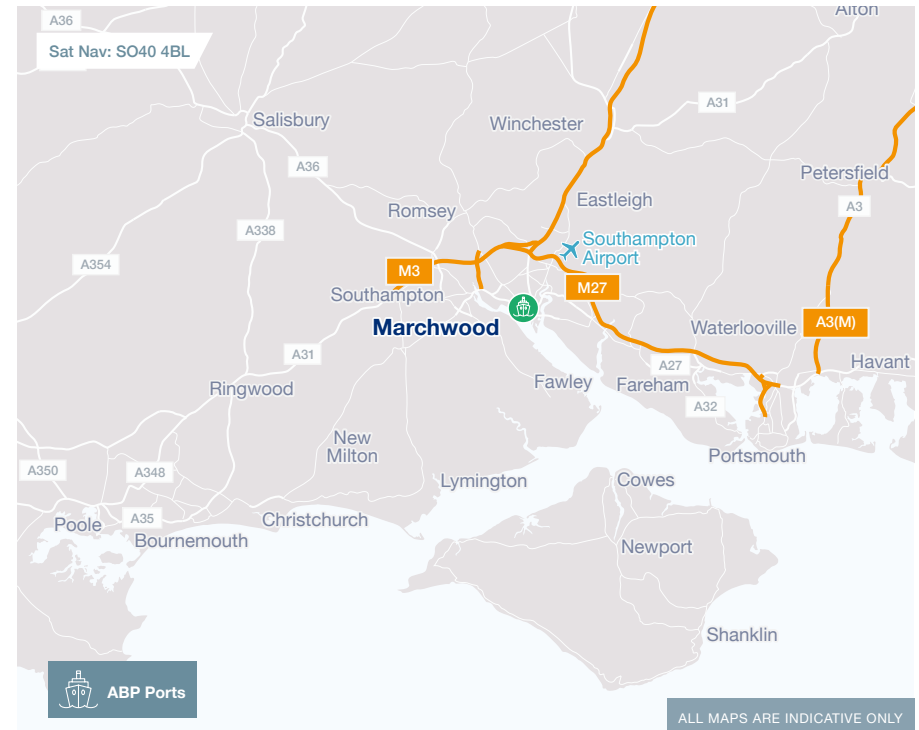 A36
Alton
Sat Nav: SO40 4BL
A31
Salisbury
Winchester
A36
Petersfield
Eastleigh
A3
Romsey
A338
Southampton
Airport
A354
M3
M27
Southampton
Marchwood
Waterlooville
A3(M)
A31
A27
Havant
Ringwood
Fawley
Fareham
A32
New
Milton
Portsmouth
A350
A348
Lymington
Cowes
Poole
A35
Christchurch
Bournemouth
Newport
Shanklin
ABP Ports
ALL MAPS ARE INDICATIVE ONLY